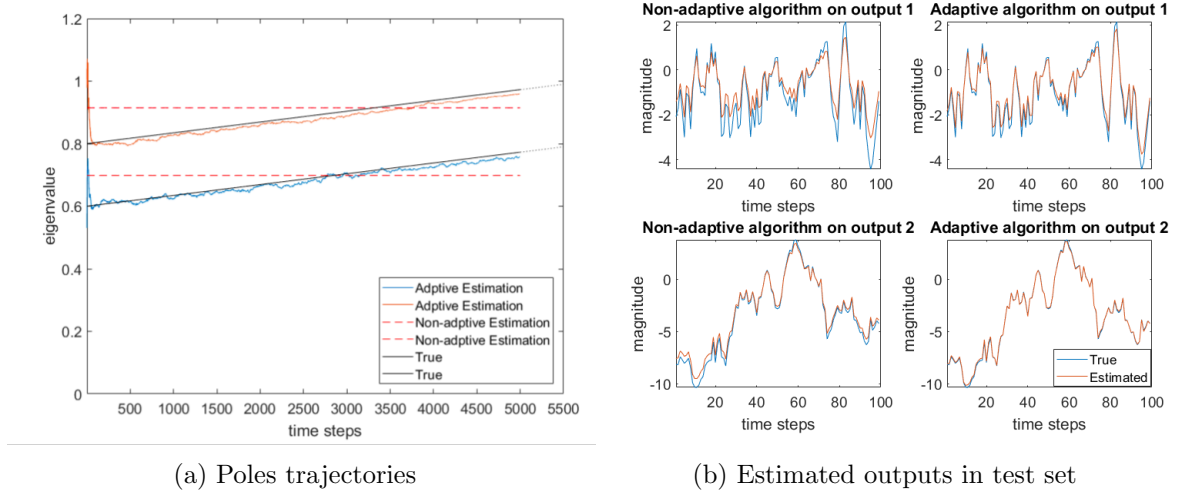 1.2
1
0.8
0.6
0.4
0.2
0
eigenvalue
500 1000 1500 2000 2500 3000 3500 4000 4500 5000 5500
time steps
Adptive Estimation
Adptive Estimation
Non-adptive Estimation
Non-adptive Estimation
True
True
(a) Poles trajectories
Non-adaptive algorithm on output 1
2
0
-2
-4
magnitude
20 40 60 80 100
time steps
Adaptive algorithm on output 1
2
0
-2
-4
magnitude
20 40 60 80 100
time steps
Non-adaptive algorithm on output 2
0
-5
-10
magnitude
20 40 60 80 100
time steps
Adaptive algorithm on output 2
0
-5
-10
magnitude
True
Estimated
20 40 60 80 100
time steps
(b) Estimated outputs in test set